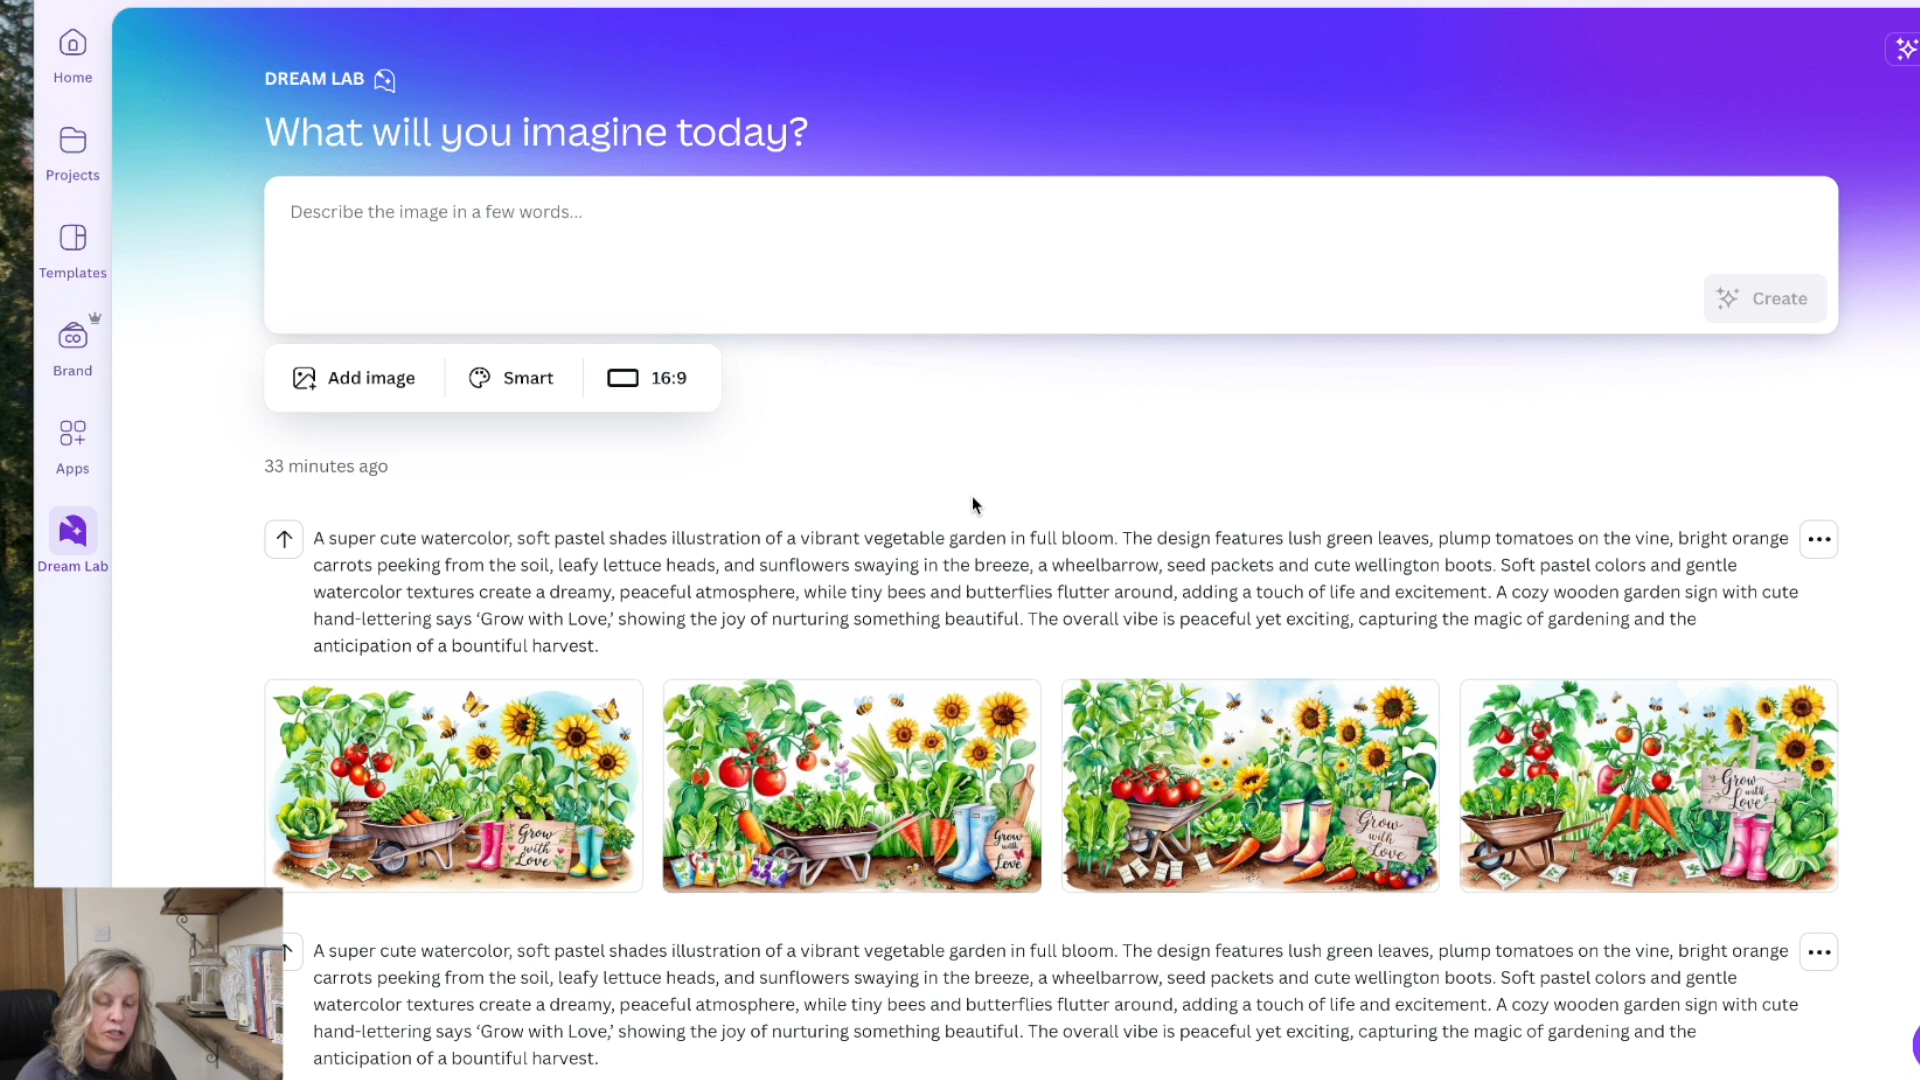 Home
Projects
Templates
CO
Brand
Apps
Dream Lab
DREAM LAB
What will you imagine today?
Describe the image in a few words...
Create
Add image
Smart
16:9
33 minutes ago
A super cute watercolor, soft pastel shades illustration of a vibrant vegetable garden in full bloom. The design features lush green leaves, plump tomatoes on the vine, bright orange
carrots peeking from the soil, leafy lettuce heads, and sunflowers swaying in the breeze, a wheelbarrow, seed packets and cute wellington boots. Soft pastel colors and gentle
watercolor textures create a dreamy, peaceful atmosphere, while tiny bees and butterflies flutter around, adding a touch of life and excitement. A cozy wooden garden sign with cute
hand-lettering says ‘Grow with Love,’ showing the joy of nurturing something beautiful. The overall vibe is peaceful yet exciting, capturing the magic of gardening and the
anticipation of a bountiful harvest.
Grow
with
Love
Grow
with
Love
Grow
with
Love
Grow
with
Love
A super cute watercolor, soft pastel shades illustration of a vibrant vegetable garden in full bloom. The design features lush green leaves, plump tomatoes on the vine, bright orange
carrots peeking from the soil, leafy lettuce heads, and sunflowers swaying in the breeze, a wheelbarrow, seed packets and cute wellington boots. Soft pastel colors and gentle
watercolor textures create a dreamy, peaceful atmosphere, while tiny bees and butterflies flutter around, adding a touch of life and excitement. A cozy wooden garden sign with cute
hand-lettering says ‘Grow with Love,’ showing the joy of nurturing something beautiful. The overall vibe is peaceful yet exciting, capturing the magic of gardening and the
anticipation of a bountiful harvest.